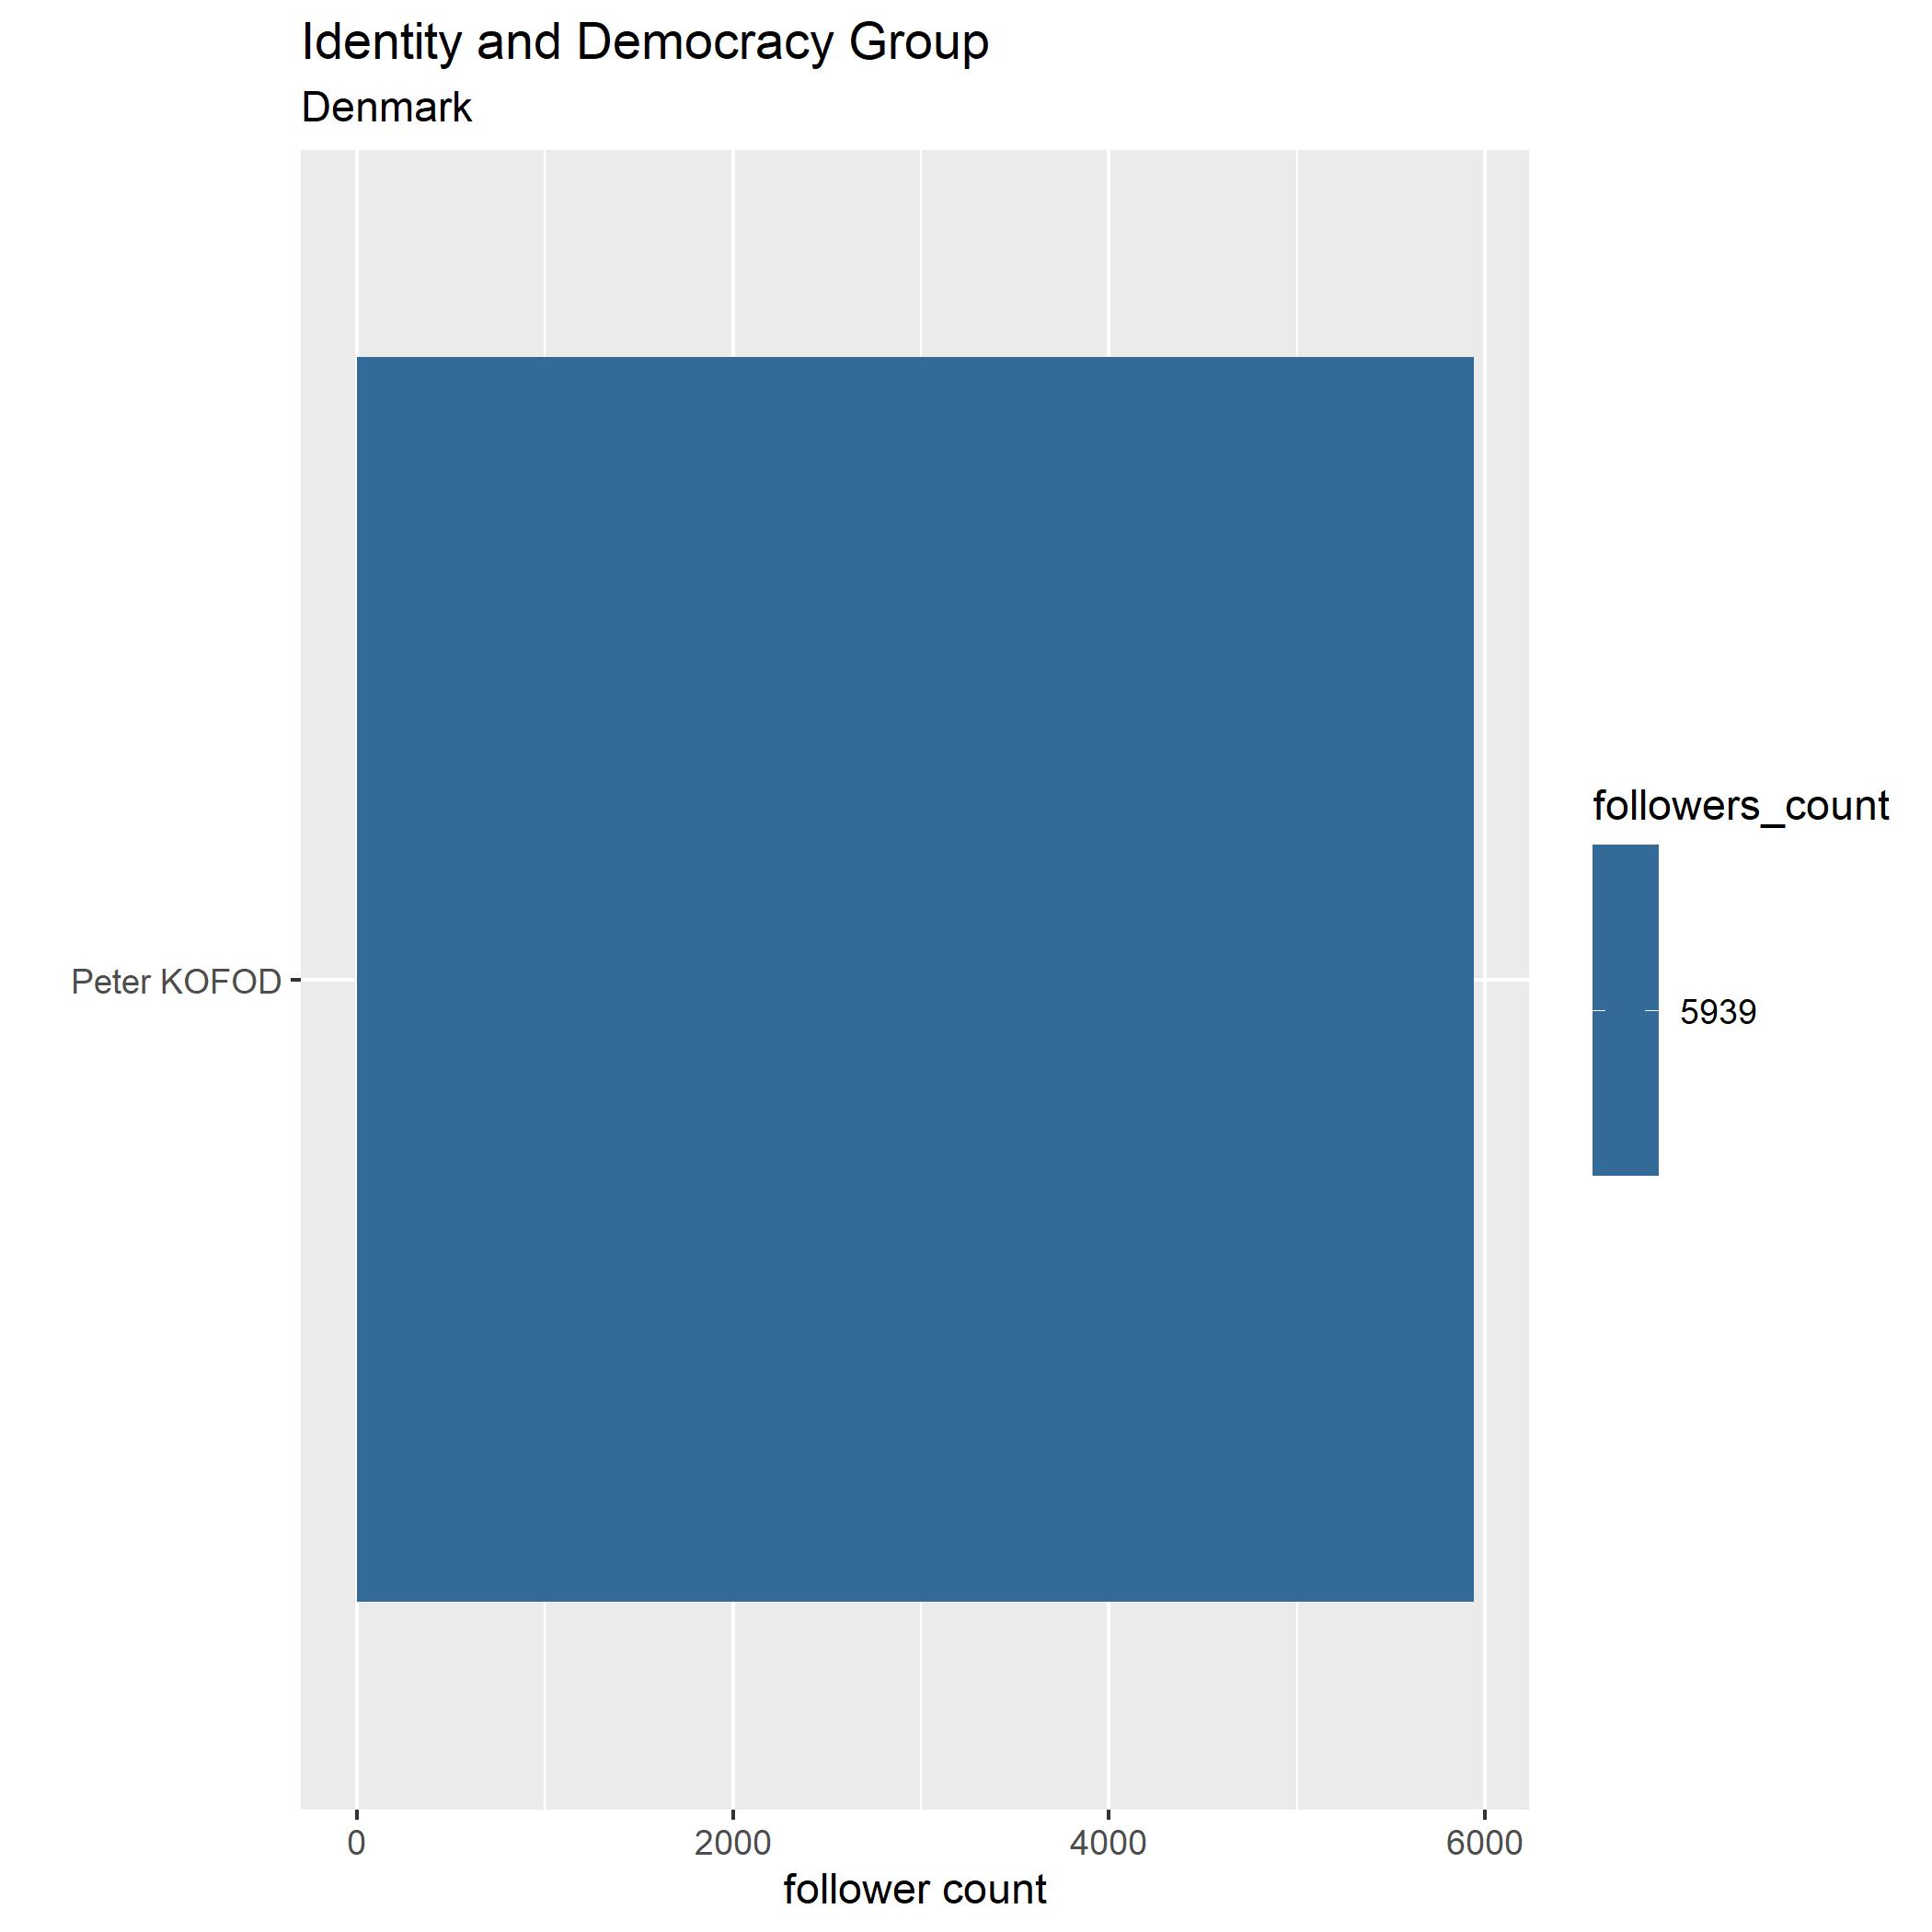 Identity and Democracy Group
Denmark
Peter KOFOD
followers_count
5939
0 2000 4000 6000
follower count